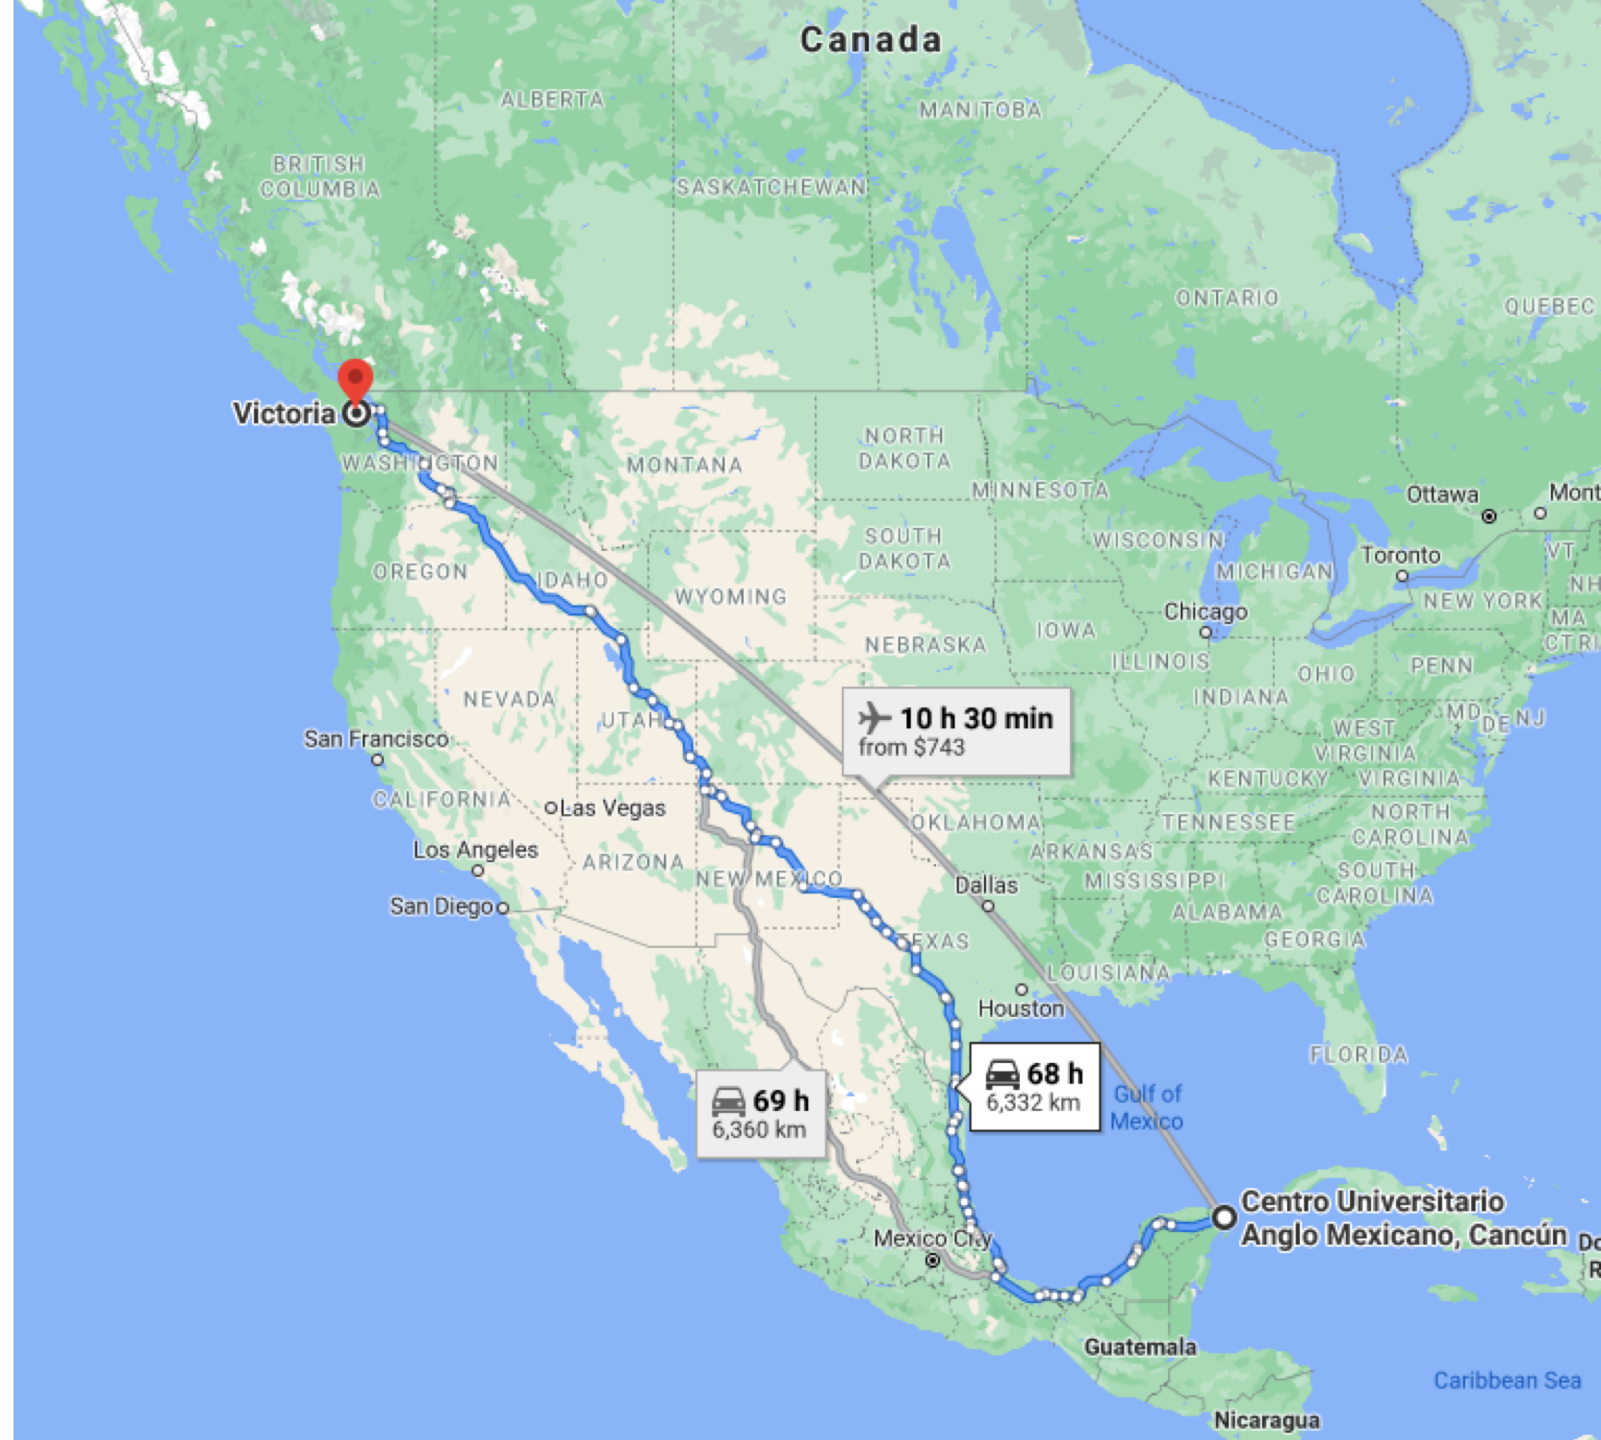 Canada
ALBERTA
MANITOBA
BRITISH
COLUMBIA
SASKATCHEWAN
ONTARIO
QUEBEC
Victoria
WASHINGTON
MONTANA
NORTH
DAKOTA
MINNESOTA
Ottawa
Mont
SOUTH
DAKOTA
WISCONSIN
MICHIGAN
Toronto
VT
NH
OREGON
IDAHO
WYOMING
Chicago
NEW YORK
MA
CT RI
NEBRASKA
IOWA
ILLINOIS
INDIANA
OHIO
PENN
NEVADA
UTAH
10 h 30 min
from $743
MD
DE
NJ
WEST
VIRGINIA
San Francisco
KENTUCKY
VIRGINIA
CALIFORNIA
Las Vegas
OKLAHOMA
TENNESSEE
NORTH
CAROLINA
Los Angeles
ARIZONA
NEW MEXICO
ARKANSAS
MISSISSIPPI
SOUTH
CAROLINA
Dallas
San Diego
ALABAMA
TEXAS
GEORGIA
LOUISIANA
Houston
FLORIDA
68 h
6,332 km
69 h
6,360 km
Gulf of
Mexico
Centro Universitario
Anglo Mexicano, Cancún
Mexico City
Do
R
Guatemala
Caribbean Sea
Nicaragua